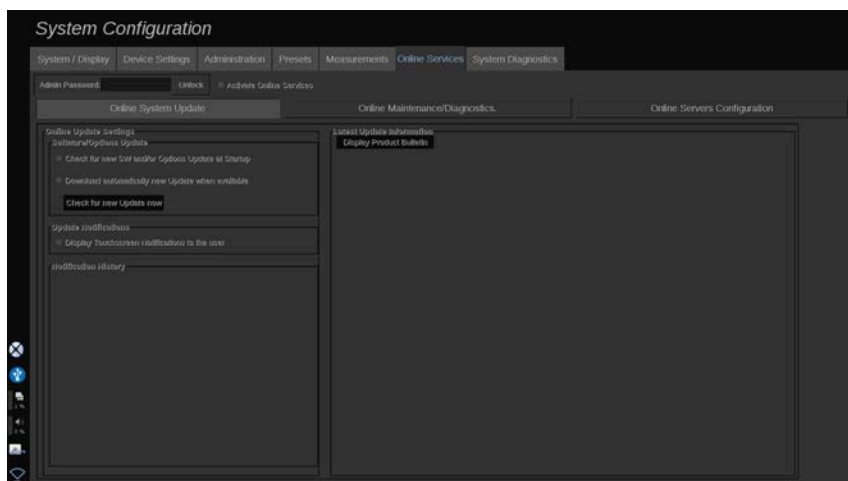 System Configuration
System / Display Device Settings Administration Presets Measurements Online Services System Diagnostics
Admin Password: Unlock Activate Online Services
Online System Update Online Maintenance/Diagnostics. Online Servers Configuration
Online Update Settings
Software/Options Update
Check for new SW and/or Options Update at Startup
Download automatically new Update when available
Check for new Update now
Update Notifications
Display Touchscreen Notifications to the user
Notification History
Latest Update Information
Display Product Bulletin